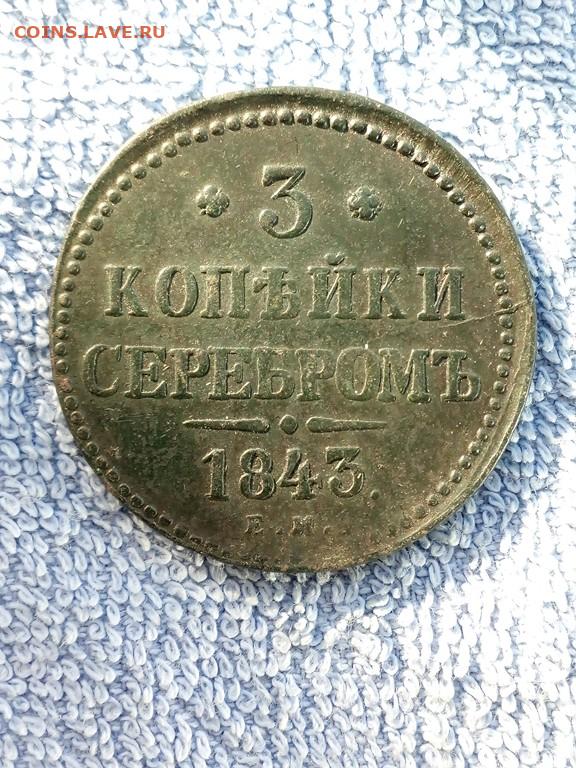 COINS.LAVE.RU
3
КОПѢЙКИ
СЕРЕБРОМЪ
1843.
Е.М.